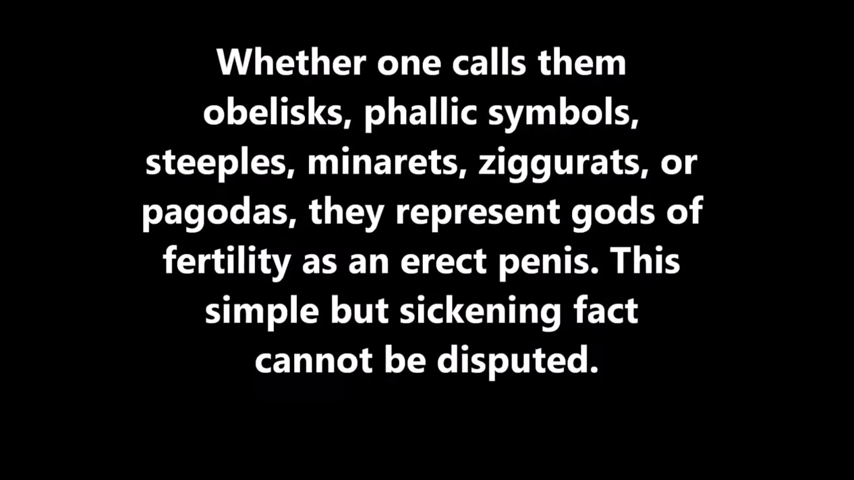 Whether one calls them
obelisks, phallic symbols,
steeples, minarets, ziggurats, or
pagodas, they represent gods of
fertility as an erect penis. This
simple but sickening fact
cannot be disputed.